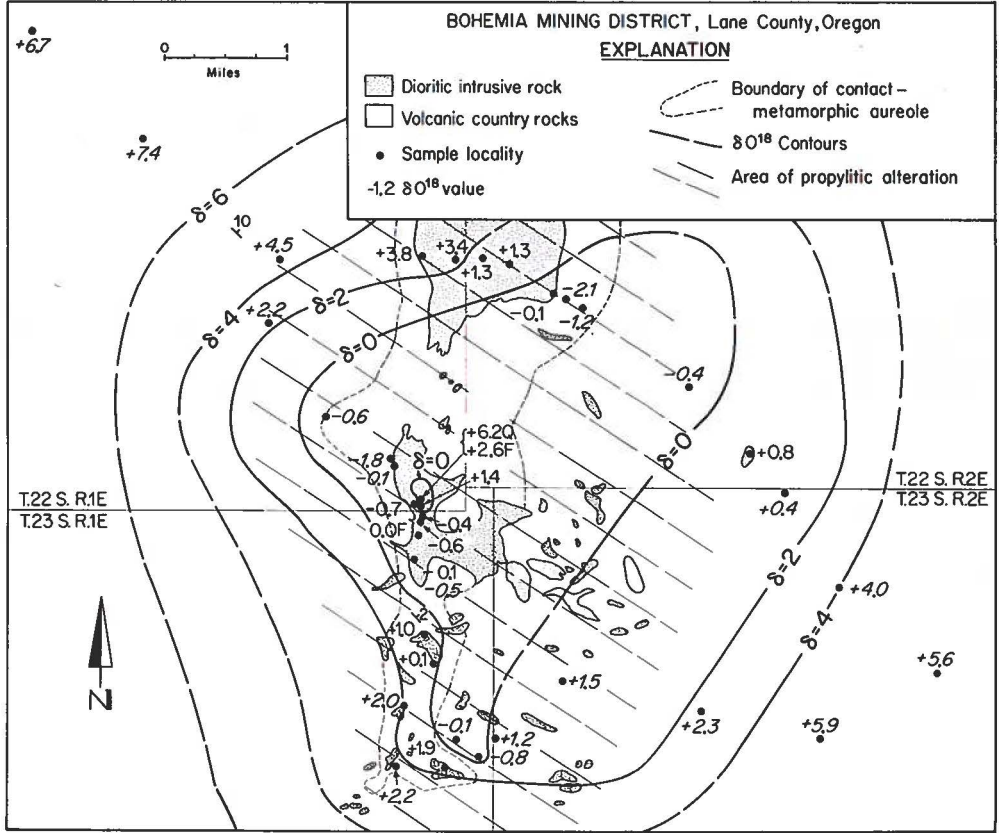 BOHEMIA MINING DISTRICT, Lane County, Oregon
EXPLANATION
Dioritic intrusive rock
Volcanic country rocks
Sample locality
-1.2 δO18 value
Boundary of contact-
metamorphic aureole
δO18 Contours
Area of propylitic alteration
0 1
Miles
+6.7
+7.4
δ=6
10
+4.5
+3.8
+3.4
+1.3
+1.3
δ=4
+2.2
δ=2
-2.1
-0.1
-1.2
δ=0
-0.4
-0.6
+6.2Q
+2.6F
-1.8
δ=0
-0.1
+1.4
δ=0
+0.8
T.22 S. R.1E
T.23 S. R.1E
T.22 S. R.2E
T.23 S. R.2E
-0.7
+0.4
0.0F
-0.4
-0.6
-0.1
-0.5
δ=2
+4.0
δ=4
2
+1.0
+0.1
+5.6
N
+1.5
+2.0
+2.3
-0.1
+1.2
+5.9
+1.9
-0.8
+2.2